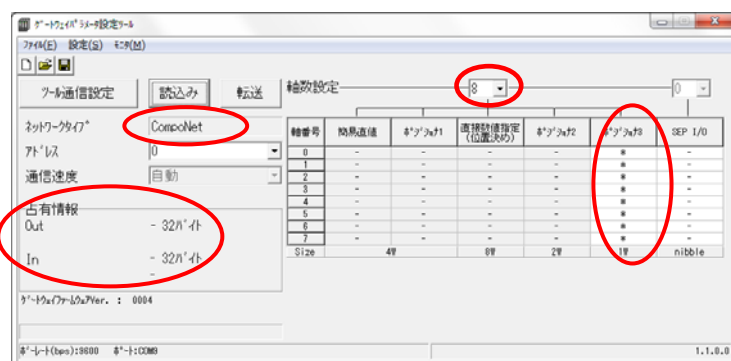 ゲートウェイパラメータ設定ツール
ファイル(F) 設定(S) モニタ(M)
ツール通信設定 読込み 転送
軸数設定 8 0
ネットワークタイプ CompoNet
アドレス 0
通信速度 自動
占有情報
Out - 32バイト
In - 32バイト
-
ゲートウェイファームウェアVer. : 0004
軸番号 簡易直値 ポジショナ1 直接数値指定(位置決め) ポジショナ2 ポジショナ3 SEP I/O
0 - - - - * -
1 - - - - * -
2 - - - - * -
3 - - - - * -
4 - - - - * -
5 - - - - * -
6 - - - - * -
7 - - - - * -
Size 4W 8W 2W 1W nibble
ボーレート(bps):9600 ポート:COM9 1.1.0.0